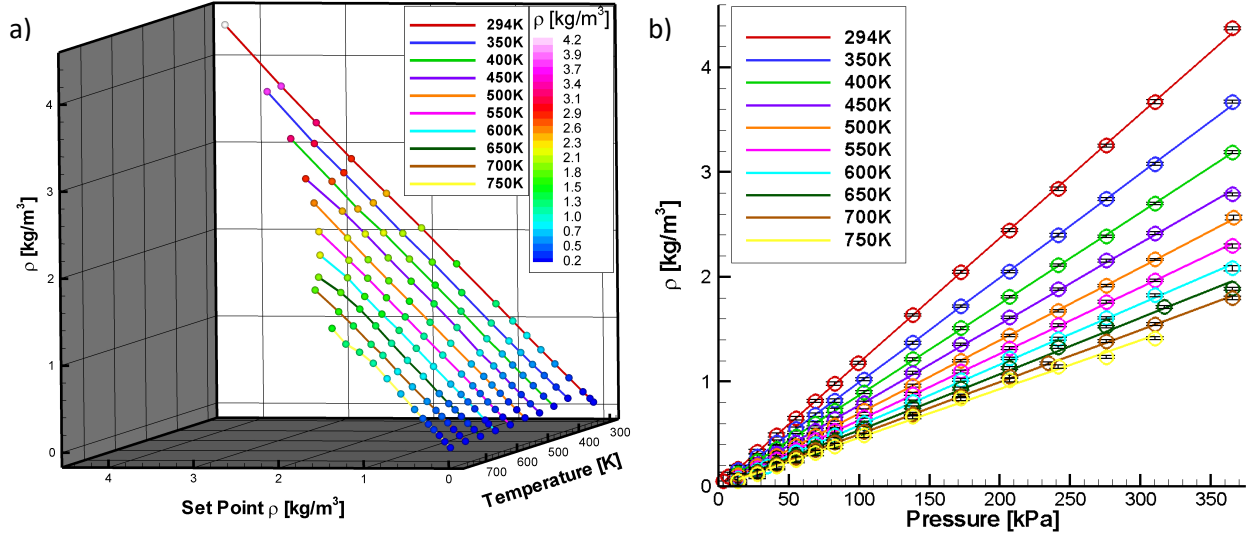 a)
294K
350K
400K
450K
500K
550K
600K
650K
700K
750K
ρ [kg/m³]
4.2
3.9
3.7
3.4
3.1
2.9
2.6
2.3
2.1
1.8
1.5
1.3
1.0
0.8
0.5
0.2
ρ [kg/m³]
4
3
2
1
0
4
3
2
1
0
Set Point ρ [kg/m³]
700
600
500
400
300
Temperature [K]
b)
294K
350K
400K
450K
500K
550K
600K
650K
700K
750K
ρ [kg/m³]
4
3
2
1
0
0
50
100
150
200
250
300
350
Pressure [kPa]